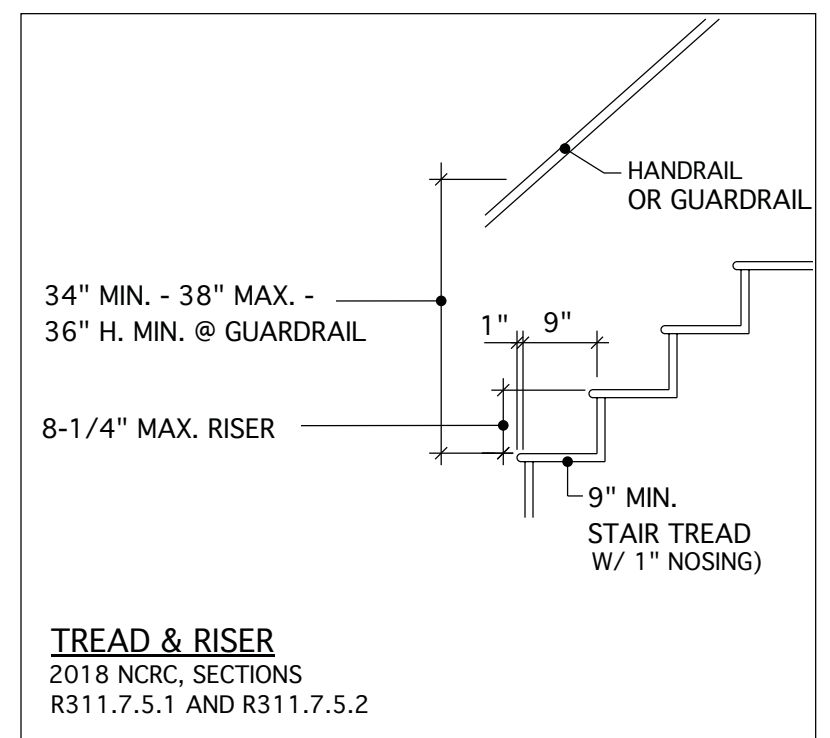 HANDRAIL
OR GUARDRAIL
34" MIN. - 38" MAX. -
36" H. MIN. @ GUARDRAIL
1" 9"
8-1/4" MAX. RISER
9" MIN.
STAIR TREAD
W/ 1" NOSING)
TREAD & RISER
2018 NCRC, SECTIONS
R311.7.5.1 AND R311.7.5.2